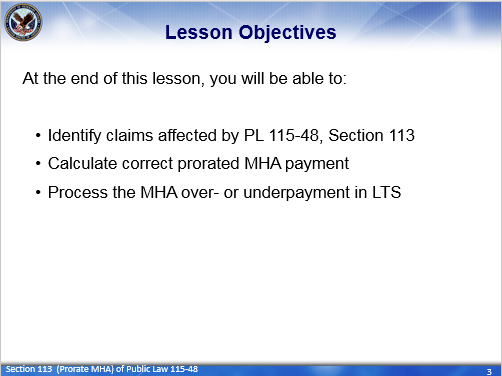 Lesson Objectives
At the end of this lesson, you will be able to:
• Identify claims affected by PL 115-48, Section 113
• Calculate correct prorated MHA payment
• Process the MHA over- or underpayment in LTS
Section 113 (Prorate MHA) of Public Law 115-48
3